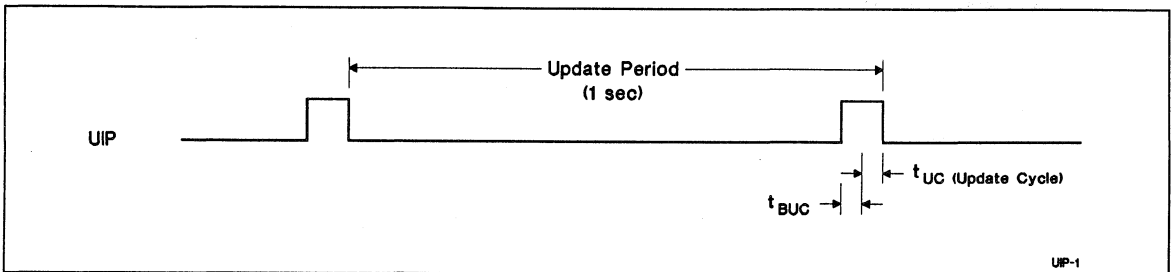 Update Period
(1 sec)
UIP
t UC (Update Cycle)
t BUC
UIP-1